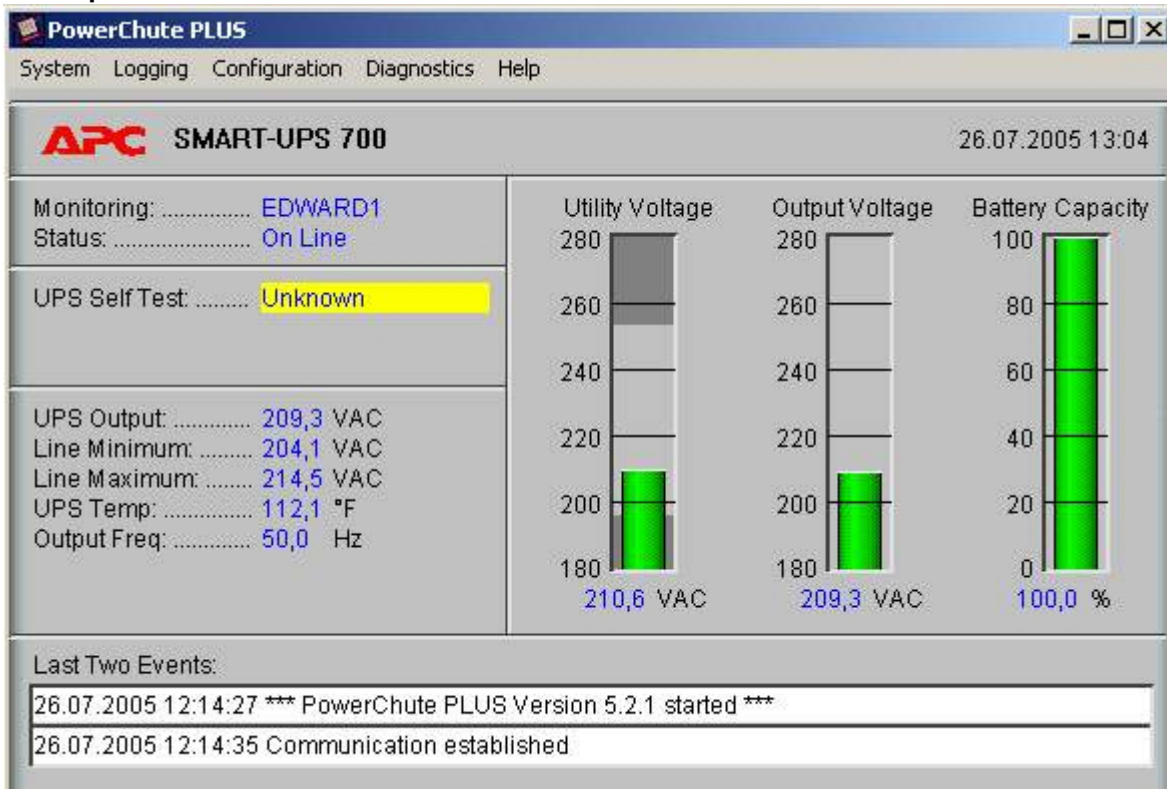 PowerChute PLUS
System Logging Configuration Diagnostics Help
APC SMART-UPS 700 26.07.2005 13:04
Monitoring: .............. EDWARD1
Status: ...................... On Line
UPS Self Test: ......... Unknown
UPS Output: ............. 209,3 VAC
Line Minimum: ......... 204,1 VAC
Line Maximum: ........ 214,5 VAC
UPS Temp: ............... 112,1 °F
Output Freq: ............. 50,0 Hz
Utility Voltage Output Voltage Battery Capacity
280 280 100
260 260 80
240 240 60
220 220 40
200 200 20
180 180 0
210,6 VAC 209,3 VAC 100,0 %
Last Two Events:
26.07.2005 12:14:27 *** PowerChute PLUS Version 5.2.1 started ***
26.07.2005 12:14:35 Communication established